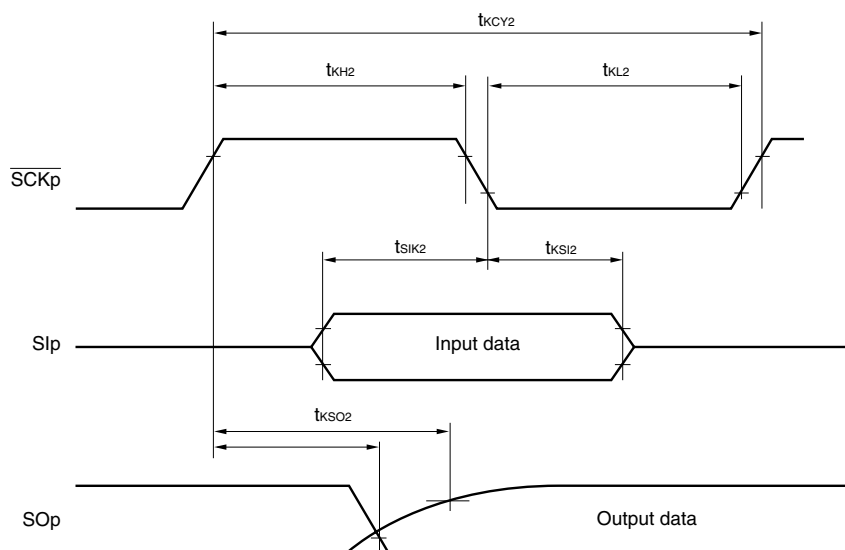 tKCY2
tKH2
tKL2
SCKp
tSIK2
tKSI2
SIp
Input data
tKSO2
SOp
Output data